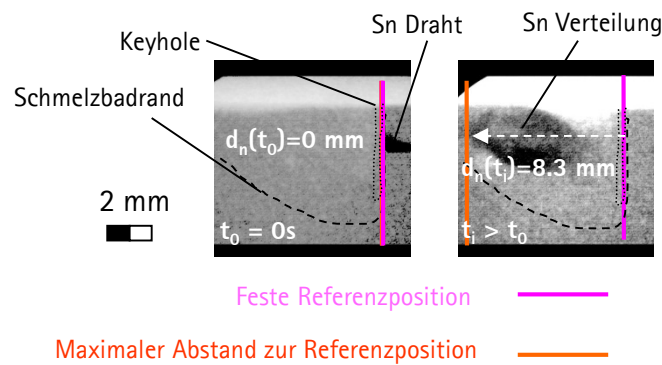 Sn Draht
Sn Verteilung
Keyhole
Schmelzbadrand
dₙ(t₀)=0 mm
dₙ(tᵢ)=8.3 mm
2 mm
t₀ = 0s
tᵢ > t₀
Feste Referenzposition
Maximaler Abstand zur Referenzposition